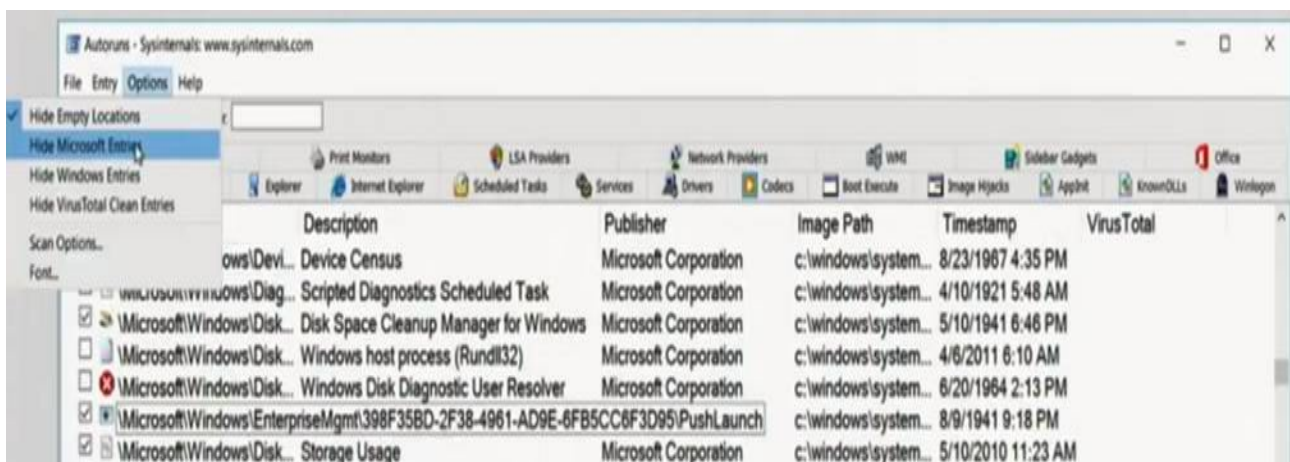 Autoruns - Sysinternals: www.sysinternals.com
File Entry Options Help
Hide Empty Locations
Hide Microsoft Entries
Hide Windows Entries
Hide VirusTotal Clean Entries
Scan Options...
Font...
Print Monitors LSA Providers Network Providers WMI Sidebar Gadgets Office
Explorer Internet Explorer Scheduled Tasks Services Drivers Codecs Boot Execute Image Hijacks AppInit KnownDLLs Winlogon
Description Publisher Image Path Timestamp VirusTotal
ows\Devi... Device Census Microsoft Corporation c:\windows\system... 8/23/1967 4:35 PM
\Microsoft\Windows\Diag... Scripted Diagnostics Scheduled Task Microsoft Corporation c:\windows\system... 4/10/1921 5:48 AM
\Microsoft\Windows\Disk... Disk Space Cleanup Manager for Windows Microsoft Corporation c:\windows\system... 5/10/1941 6:46 PM
\Microsoft\Windows\Disk... Windows host process (Rundll32) Microsoft Corporation c:\windows\system... 4/6/2011 6:10 AM
\Microsoft\Windows\Disk... Windows Disk Diagnostic User Resolver Microsoft Corporation c:\windows\system... 6/20/1964 2:13 PM
\Microsoft\Windows\EnterpriseMgmt\398F35BD-2F38-4961-AD9E-6FB5CC6F3D95\PushLaunch c:\windows\system... 8/9/1941 9:18 PM
\Microsoft\Windows\Disk... Storage Usage Microsoft Corporation c:\windows\system... 5/10/2010 11:23 AM